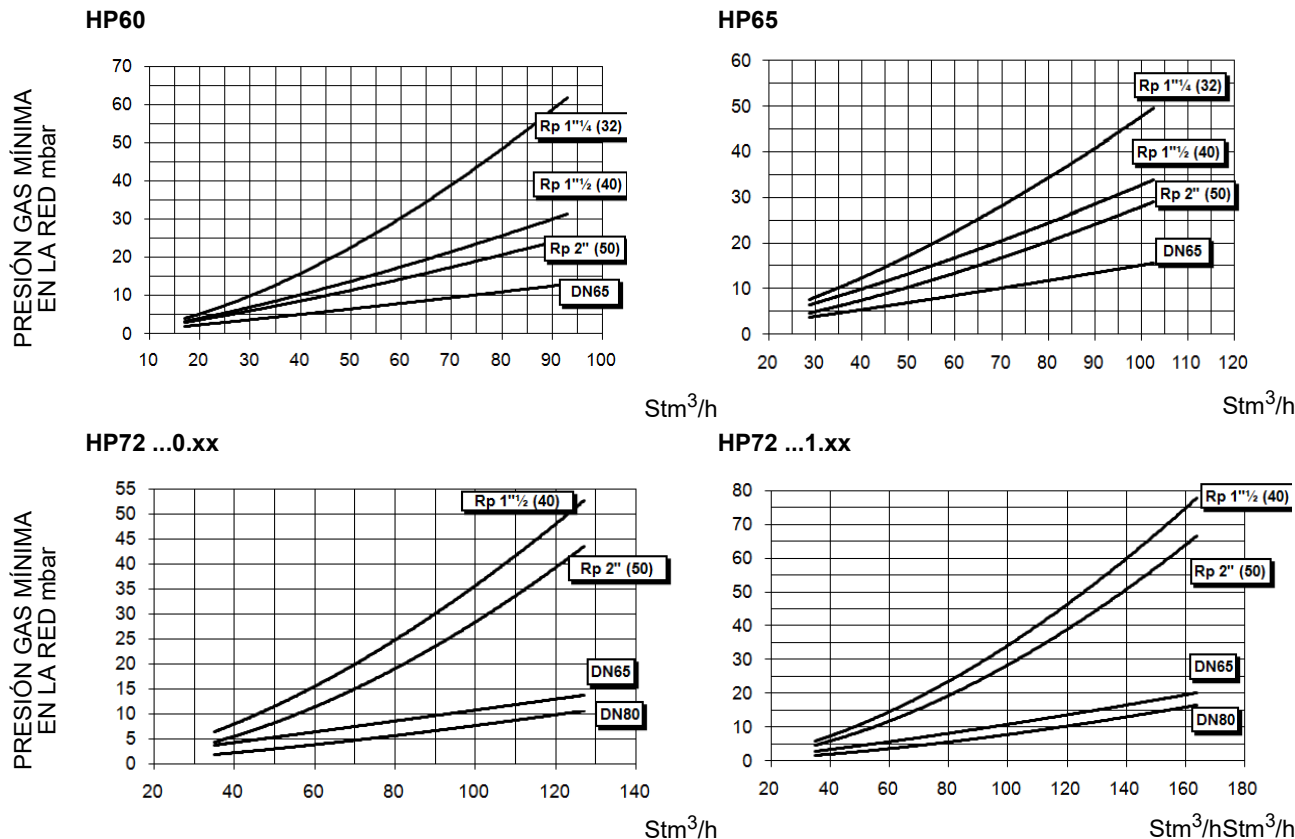 HP60
PRESIÓN GAS MÍNIMA
EN LA RED mbar
70
60
50
40
30
20
10
0
10 20 30 40 50 60 70 80 90 100
Rp 1"¼ (32)
Rp 1"½ (40)
Rp 2" (50)
DN65
Stm³/h
HP65
60
50
40
30
20
10
0
20 30 40 50 60 70 80 90 100 110 120
Rp 1"¼ (32)
Rp 1"½ (40)
Rp 2" (50)
DN65
Stm³/h
HP72 ...0.xx
PRESIÓN GAS MÍNIMA
EN LA RED mbar
55
50
45
40
35
30
25
20
15
10
5
0
20 40 60 80 100 120 140
Rp 1"½ (40)
Rp 2" (50)
DN65
DN80
Stm³/h
HP72 ...1.xx
80
70
60
50
40
30
20
10
0
20 40 60 80 100 120 140 160 180
Rp 1"½ (40)
Rp 2" (50)
DN65
DN80
Stm³/hStm³/h